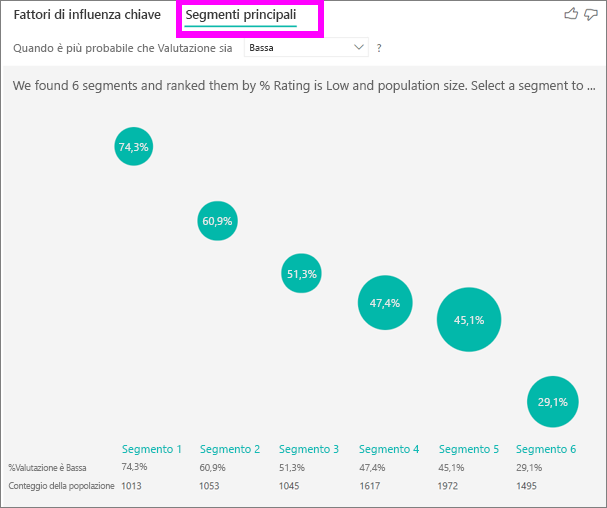 Fattori di influenza chiave Segmenti principali
Quando è più probabile che Valutazione sia Bassa ?
We found 6 segments and ranked them by % Rating is Low and population size. Select a segment to ...
74,3%
60,9%
51,3%
47,4%
45,1%
29,1%
Segmento 1 Segmento 2 Segmento 3 Segmento 4 Segmento 5 Segmento 6
%Valutazione è Bassa 74,3% 60,9% 51,3% 47,4% 45,1% 29,1%
Conteggio della popolazione 1013 1053 1045 1617 1972 1495